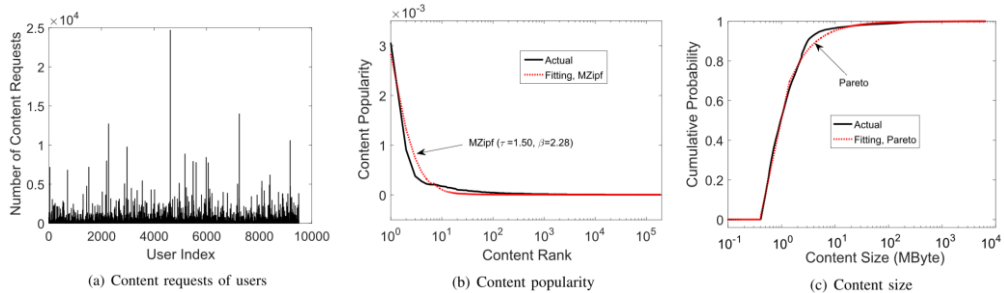 ×10⁴
2.5
2
1.5
1
0.5
0
Number of Content Requests
0 2000 4000 6000 8000 10000
User Index
(a) Content requests of users
×10⁻³
3
2
1
0
Content Popularity
Actual
Fitting, MZipf
MZipf (τ =1.50, β=2.28)
10⁰ 10¹ 10² 10³ 10⁴ 10⁵
Content Rank
(b) Content popularity
1
0.8
0.6
0.4
0.2
0
Cumulative Probability
Pareto
Actual
Fitting, Pareto
10⁻¹ 10⁰ 10¹ 10² 10³ 10⁴
Content Size (MByte)
(c) Content size